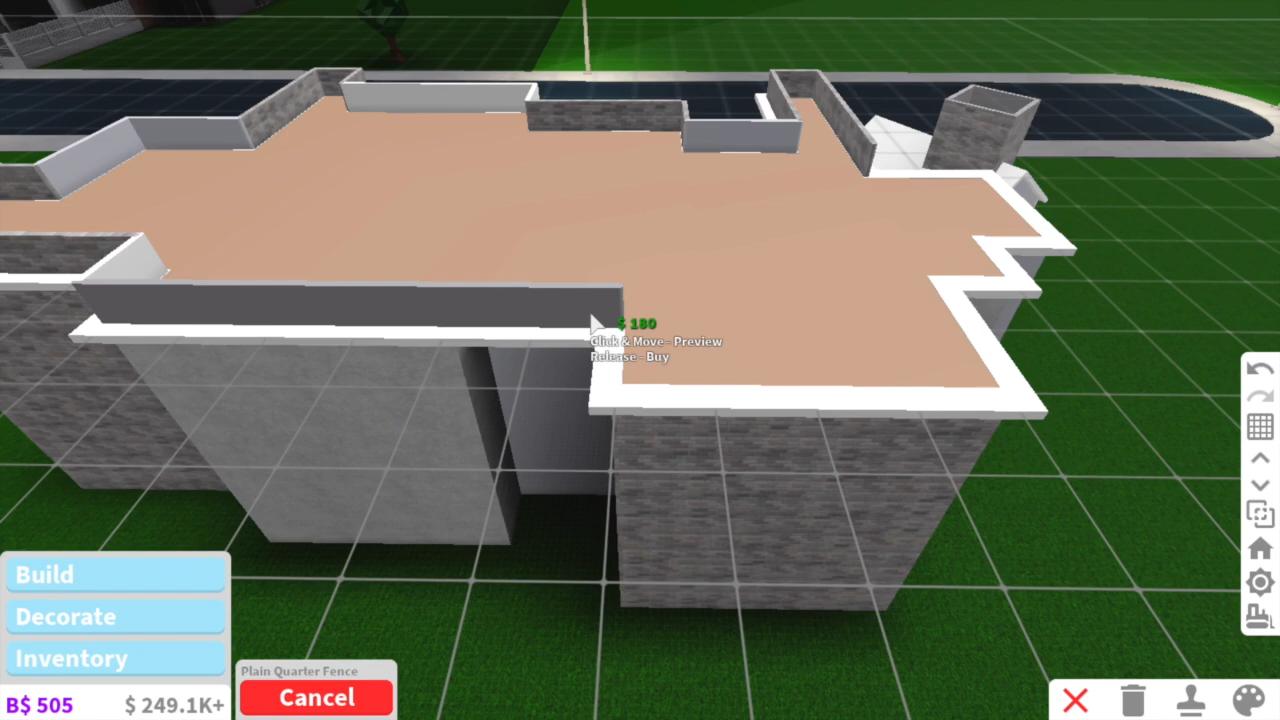 $ 180
Click & Move - Preview
Release - Buy
Build
Decorate
Inventory
B$ 505
$ 249.1K+
Plain Quarter Fence
Cancel